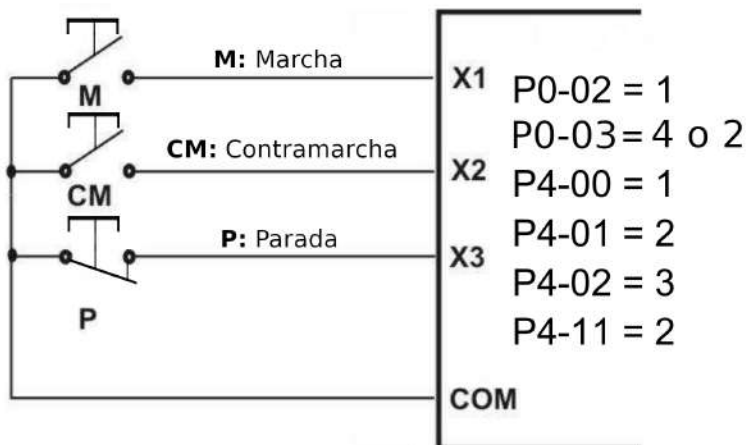 M: Marcha
M
X1
P0-02 = 1
P0-03= 4 o 2
CM: Contramarcha
CM
X2
P4-00 = 1
P4-01 = 2
P: Parada
P
X3
P4-02 = 3
P4-11 = 2
COM